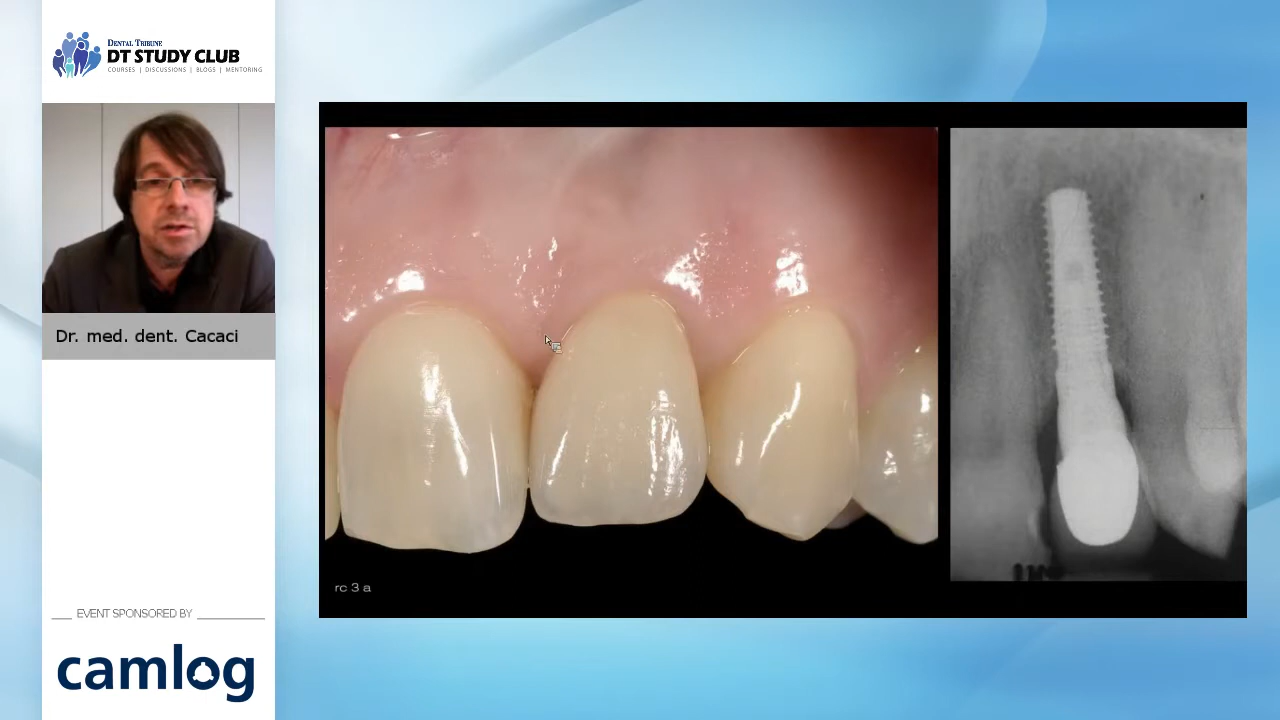 DENTAL TRIBUNE
DT STUDY CLUB
COURSES | DISCUSSIONS | BLOGS | MENTORING
Dr. med. dent. Cacaci
rc 3 a
EVENT SPONSORED BY
camlog